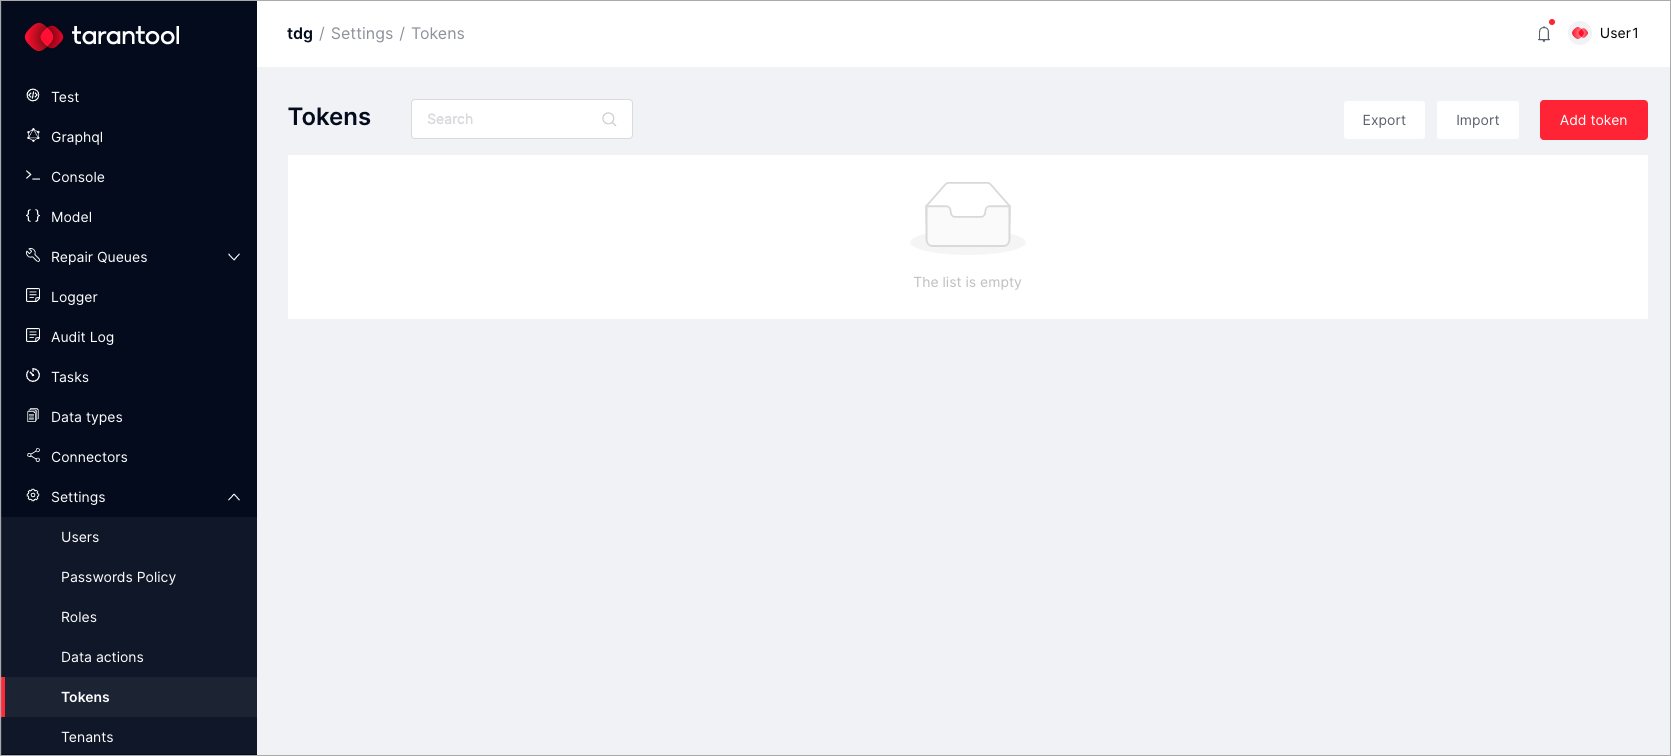 tarantool
Test
Graphql
Console
Model
Repair Queues
Logger
Audit Log
Tasks
Data types
Connectors
Settings
Users
Passwords Policy
Roles
Data actions
Tokens
Tenants
tdg / Settings / Tokens
User1
Tokens
Search
Export
Import
Add token
The list is empty